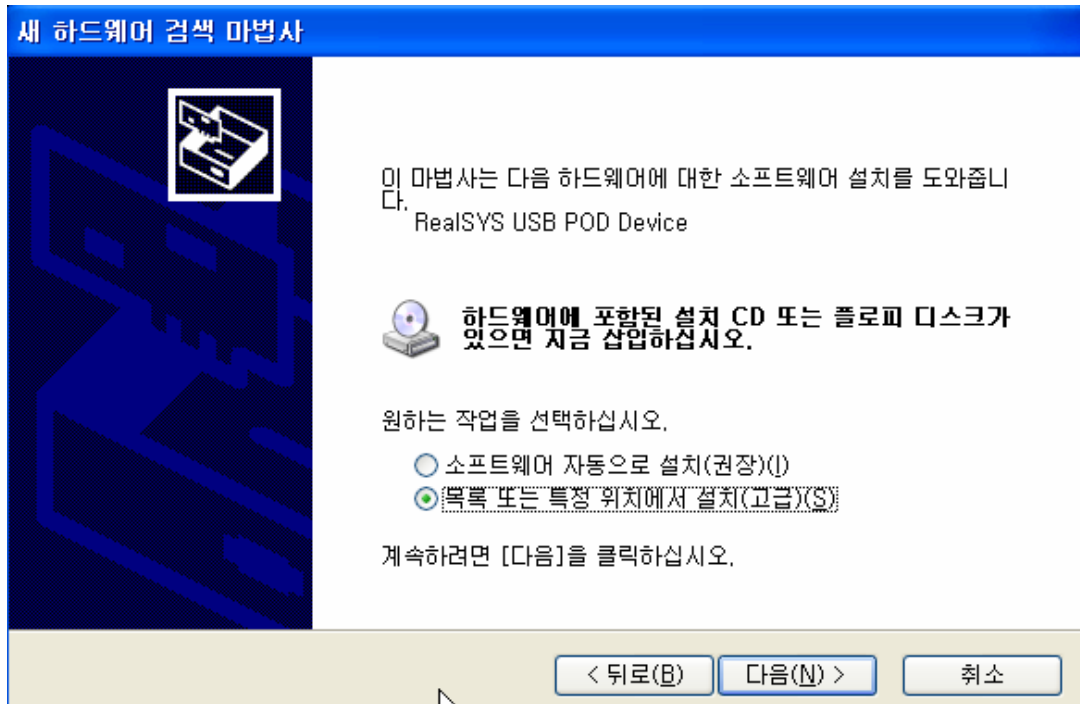 새 하드웨어 검색 마법사
이 마법사는 다음 하드웨어에 대한 소프트웨어 설치를 도와줍니
다.
RealSYS USB POD Device
하드웨어에 포함된 설치 CD 또는 플로피 디스크가
있으면 지금 삽입하십시오.
원하는 작업을 선택하십시오.
소프트웨어 자동으로 설치(권장)(I)
목록 또는 특정 위치에서 설치(고급)(S)
계속하려면 [다음]을 클릭하십시오.
< 뒤로(B) 다음(N) > 취소